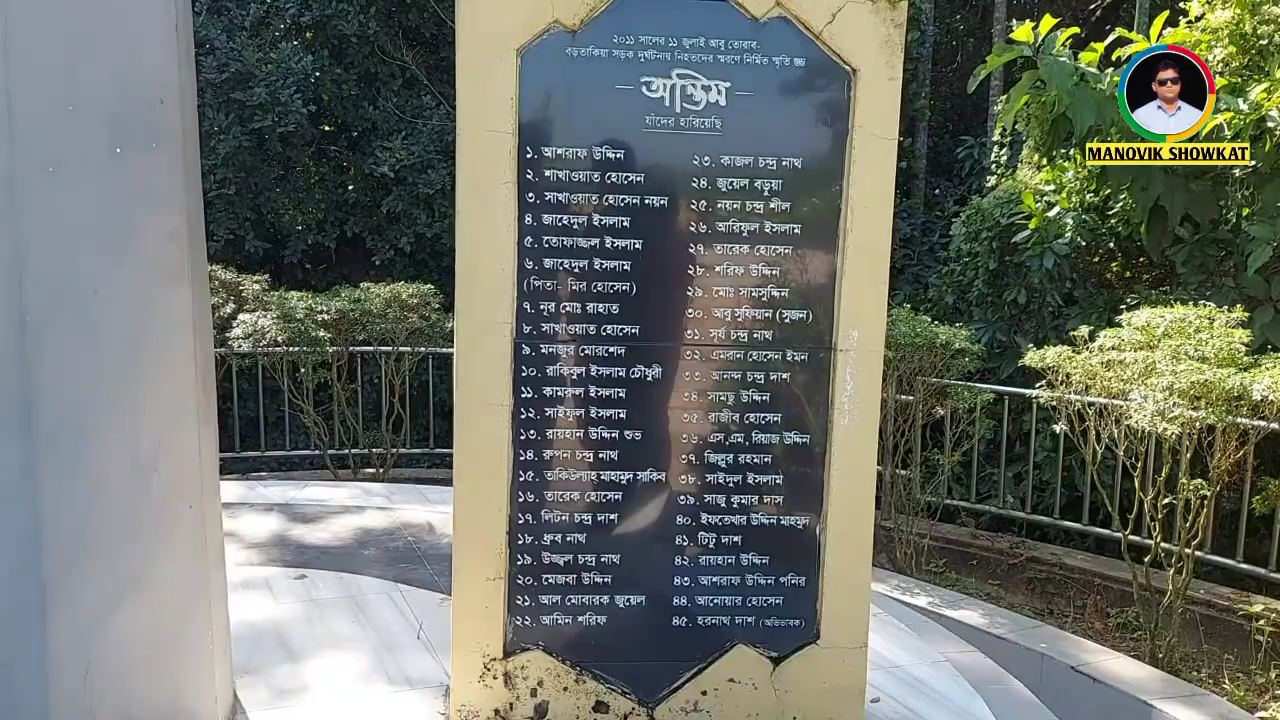 ২০১১ সালের ১১ জুলাই আবু তোরাব-
বড়তাকিয়া সড়ক দুর্ঘটনায় নিহতদের স্মরণে নির্মিত স্মৃতি স্তম্ভ
অন্তিম
যাঁদের হারিয়েছি
১. আশরাফ উদ্দিন
২. শাখাওয়াত হোসেন
৩. সাখাওয়াত হোসেন নয়ন
৪. জাহেদুল ইসলাম
৫. তোফাজ্জল ইসলাম
৬. জাহেদুল ইসলাম
(পিতা- মির হোসেন)
৭. নূর মোঃ রাহাত
৮. সাখাওয়াত হোসেন
৯. মনজুর মোরশেদ
১০. রাকিবুল ইসলাম চৌধুরী
১১. কামরুল ইসলাম
১২. সাইফুল ইসলাম
১৩. রায়হান উদ্দিন শুভ
১৪. রুপন চন্দ্র নাথ
১৫. তাকিউল্যাহ্ মাহামুদ সাকিব
১৬. তারেক হোসেন
১৭. লিটন চন্দ্র দাশ
১৮. ধ্রুব নাথ
১৯. উজ্জ্বল চন্দ্র নাথ
২০. মেজবা উদ্দিন
২১. আল মোবারক জুয়েল
২২. আমিন শরিফ
২৩. কাজল চন্দ্র নাথ
২৪. জুয়েল বড়ুয়া
২৫. নয়ন চন্দ্র শীল
২৬. আরিফুল ইসলাম
২৭. তারেক হোসেন
২৮. শরিফ উদ্দিন
২৯. মোঃ সামসুদ্দিন
৩০. আবু সুফিয়ান (সুজন)
৩১. সূর্য চন্দ্র নাথ
৩২. এমরান হোসেন ইমন
৩৩. আনন্দ চন্দ্র দাশ
৩৪. সামছু উদ্দিন
৩৫. রাজীব হোসেন
৩৬. এস.এম. রিয়াজ উদ্দিন
৩৭. জিল্লুর রহমান
৩৮. সাইদুল ইসলাম
৩৯. সাজু কুমার দাস
৪০. ইফতেখার উদ্দিন মাহমুদ
৪১. টিটু দাশ
৪২. রায়হান উদ্দিন
৪৩. আশরাফ উদ্দিন পনির
৪৪. আনোয়ার হোসেন
৪৫. হরনাথ দাশ (অভিভাবক)
MANOVIK SHOWKAT